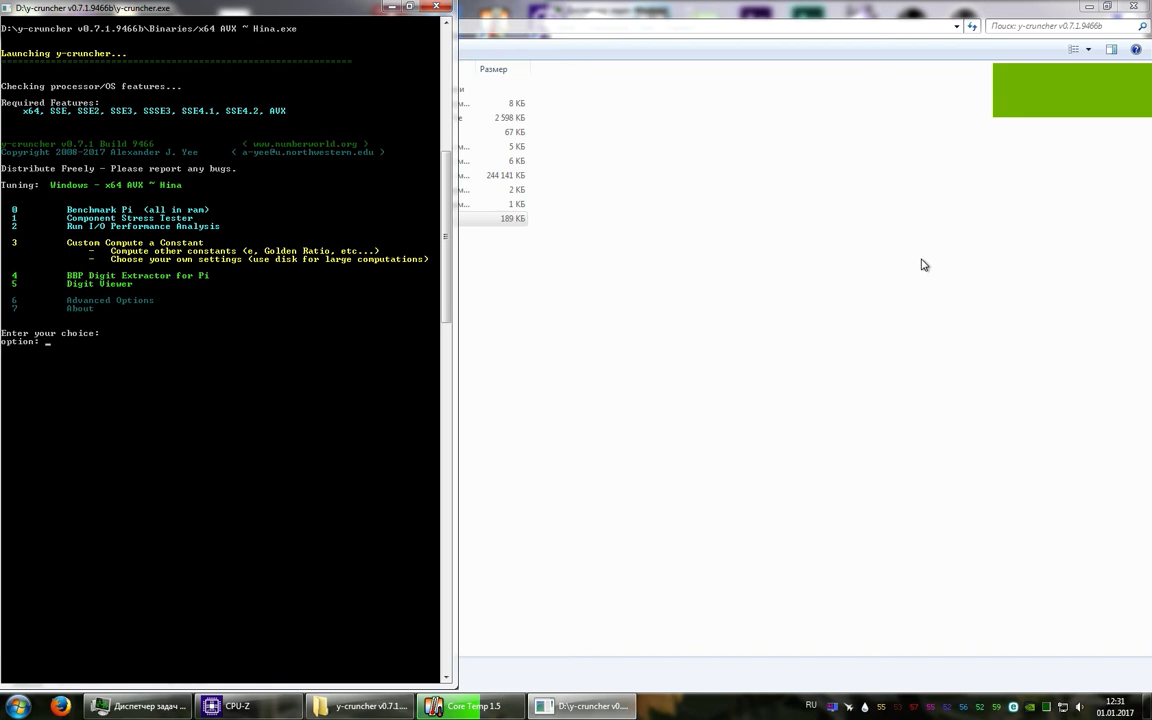 D:\y-cruncher v0.7.1.9466b\y-cruncher.exe
D:\y-cruncher v0.7.1.9466b\Binaries/x64 AVX ~ Hina.exe
Launching y-cruncher...
Checking processor/OS features...
Required Features:
x64, SSE, SSE2, SSE3, SSSE3, SSE4.1, SSE4.2, AVX
y-cruncher v0.7.1 Build 9466 ( www.numberworld.org )
Copyright 2008-2017 Alexander J. Yee ( a-yee@u.northwestern.edu )
Distribute Freely - Please report any bugs.
Tuning: Windows - x64 AVX ~ Hina
0 Benchmark Pi (all in ram)
1 Component Stress Tester
2 Run I/O Performance Analysis
3 Custom Compute a Constant
- Compute other constants (e, Golden Ratio, etc...)
- Choose your own settings (use disk for large computations)
4 BBP Digit Extractor for Pi
5 Digit Viewer
6 Advanced Options
7 About
Enter your choice:
option: _
Поиск: y-cruncher v0.7.1.9466b
Размер
и
м... 8 КБ
е 2 598 КБ
67 КБ
м... 5 КБ
м... 6 КБ
м... 244 141 КБ
м... 2 КБ
м... 1 КБ
189 КБ
Диспетчер задач ...
CPU-Z
y-cruncher v0.7.1....
Core Temp 1.5
D:\y-cruncher v0....
RU
55 53 57 55 52 56 52 59
12:31
01.01.2017